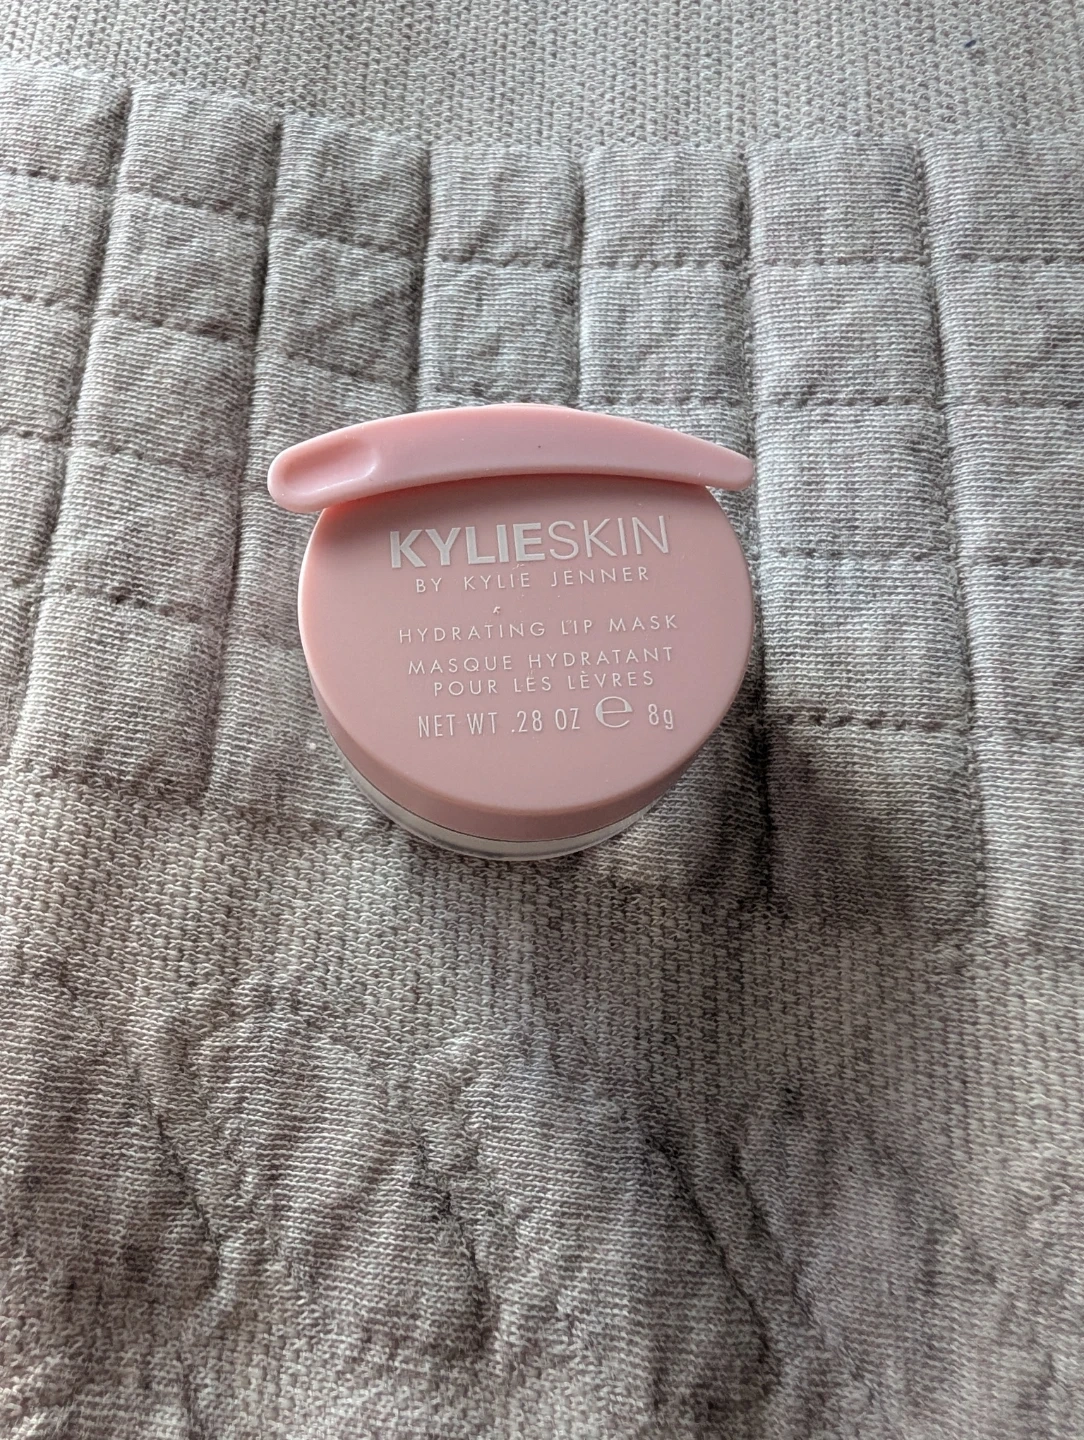 KYLIESKIN
BY KYLIE JENNER
HYDRATING LIP MASK
MASQUE HYDRATANT
POUR LES LÈVRES
NET WT .28 OZ ℮ 8g